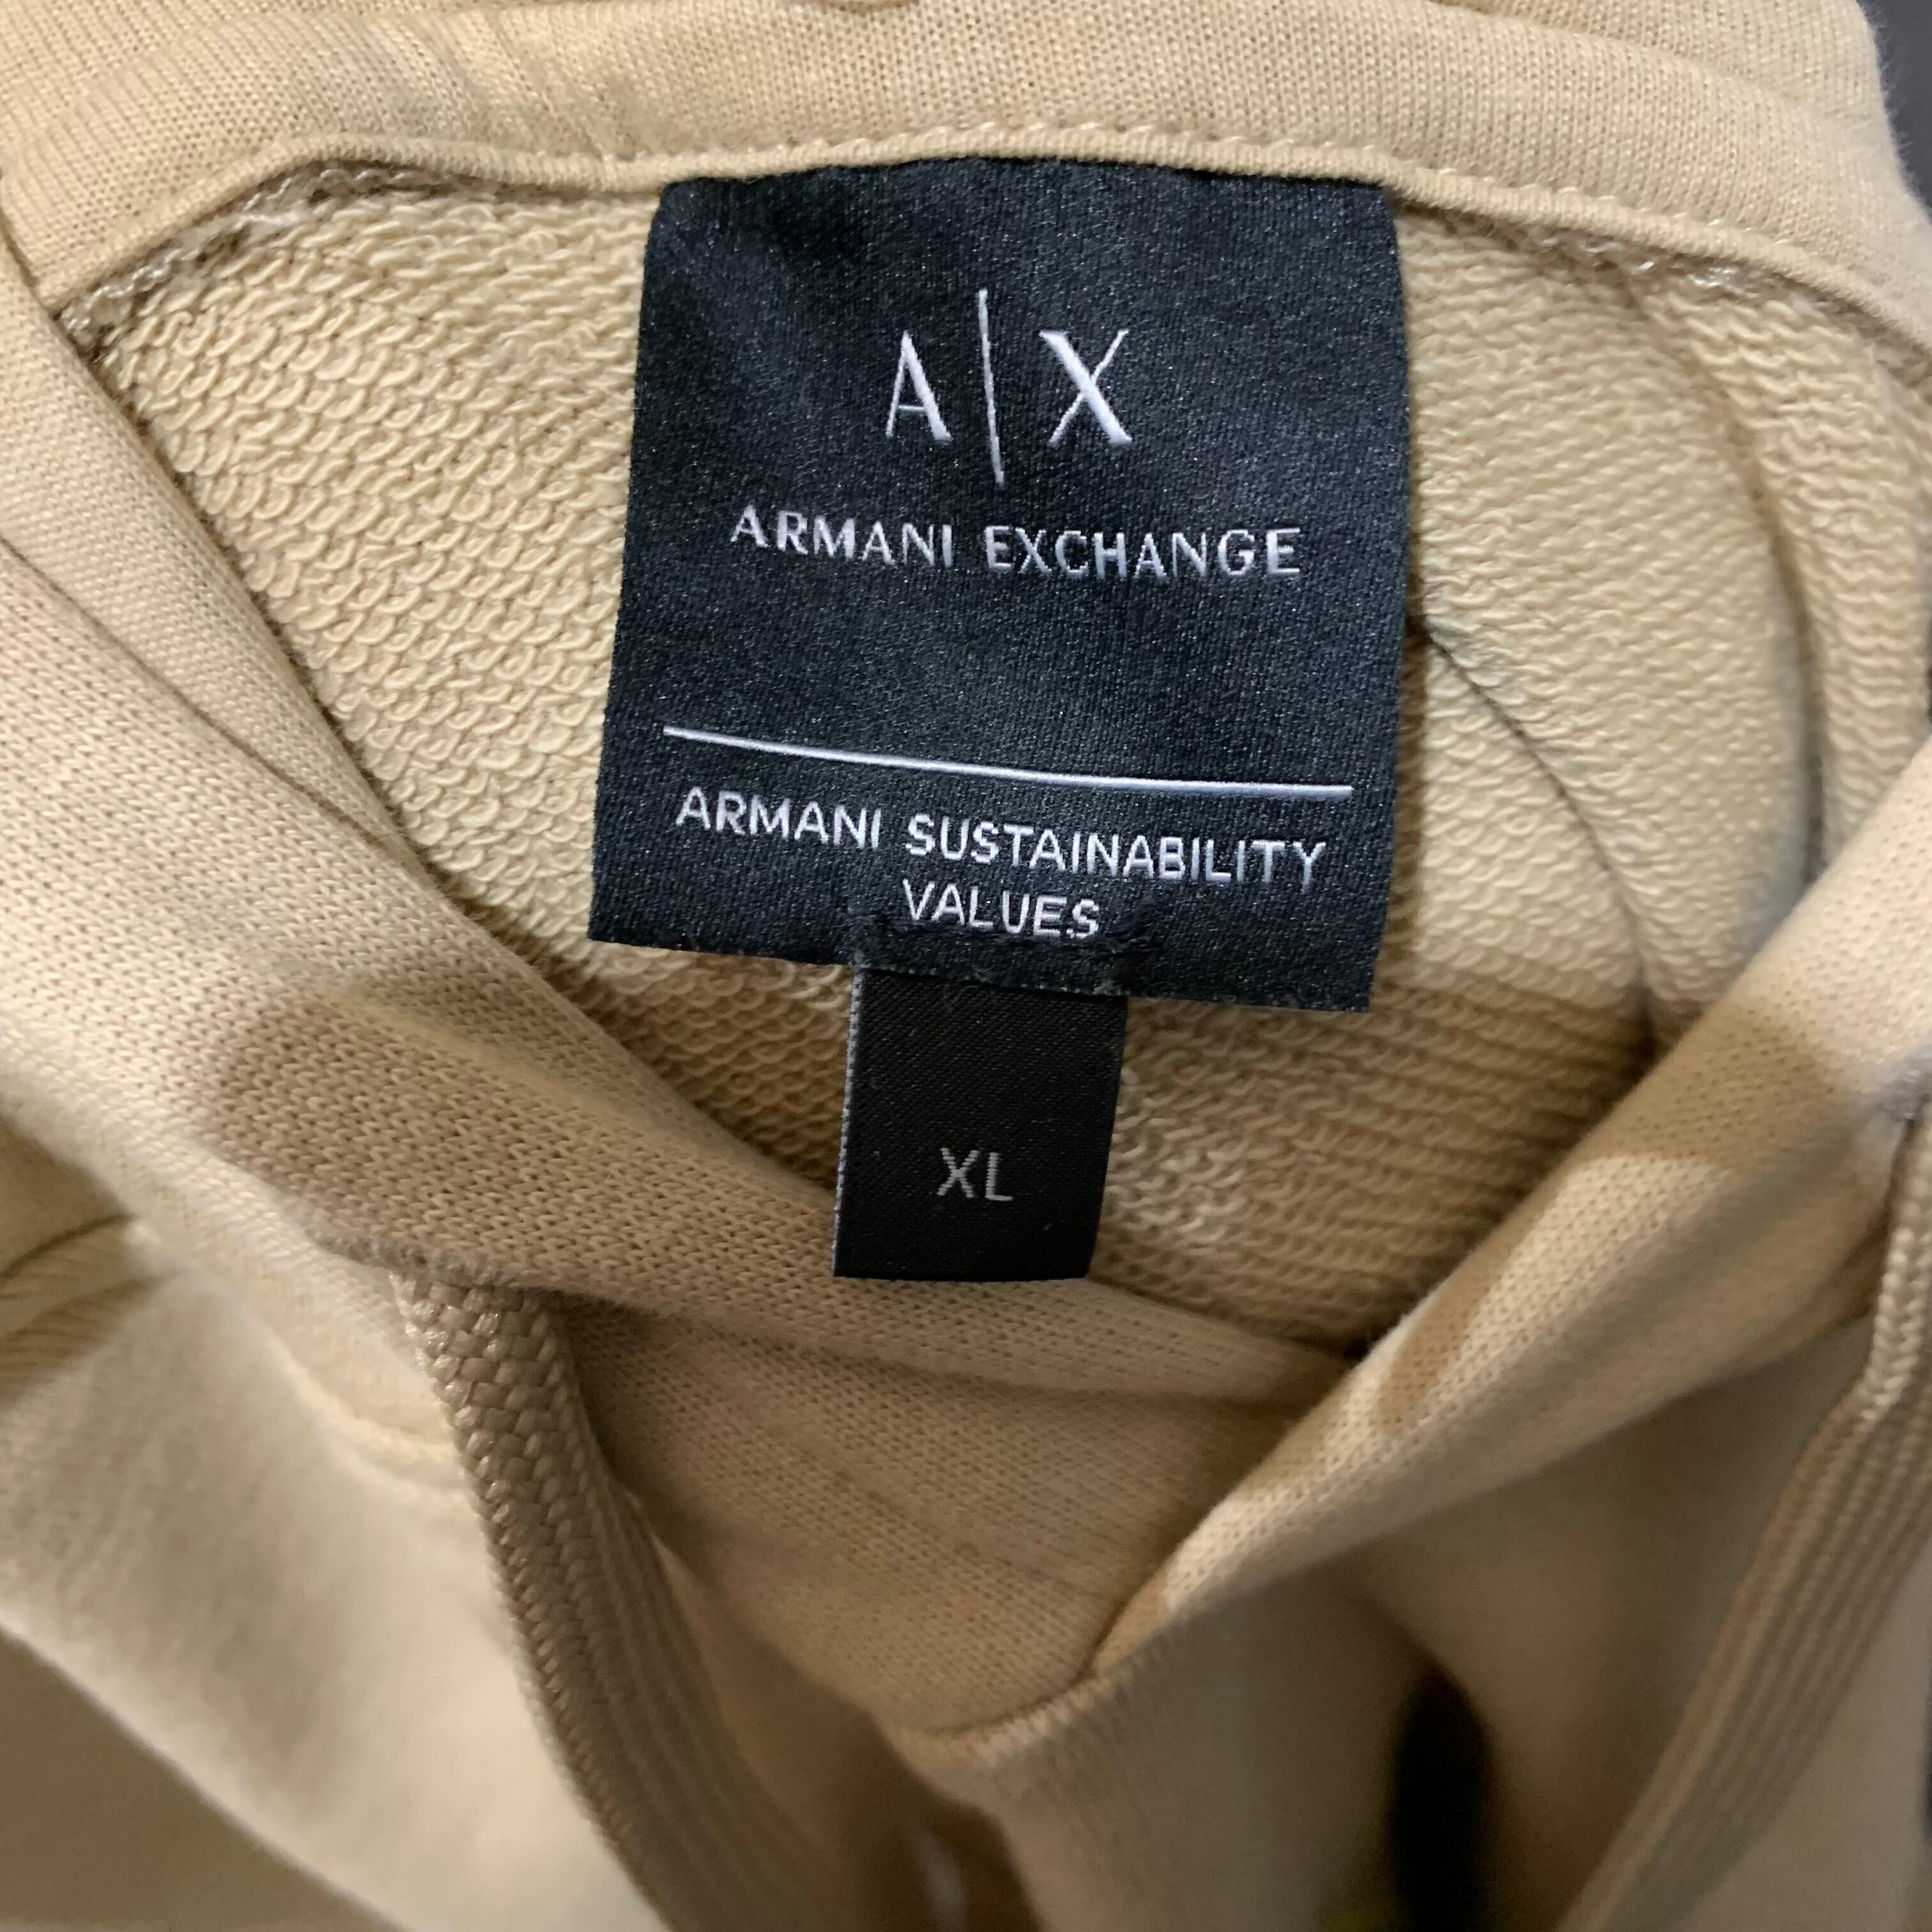 A|X
ARMANI EXCHANGE
ARMANI SUSTAINABILITY
VALUES
XL